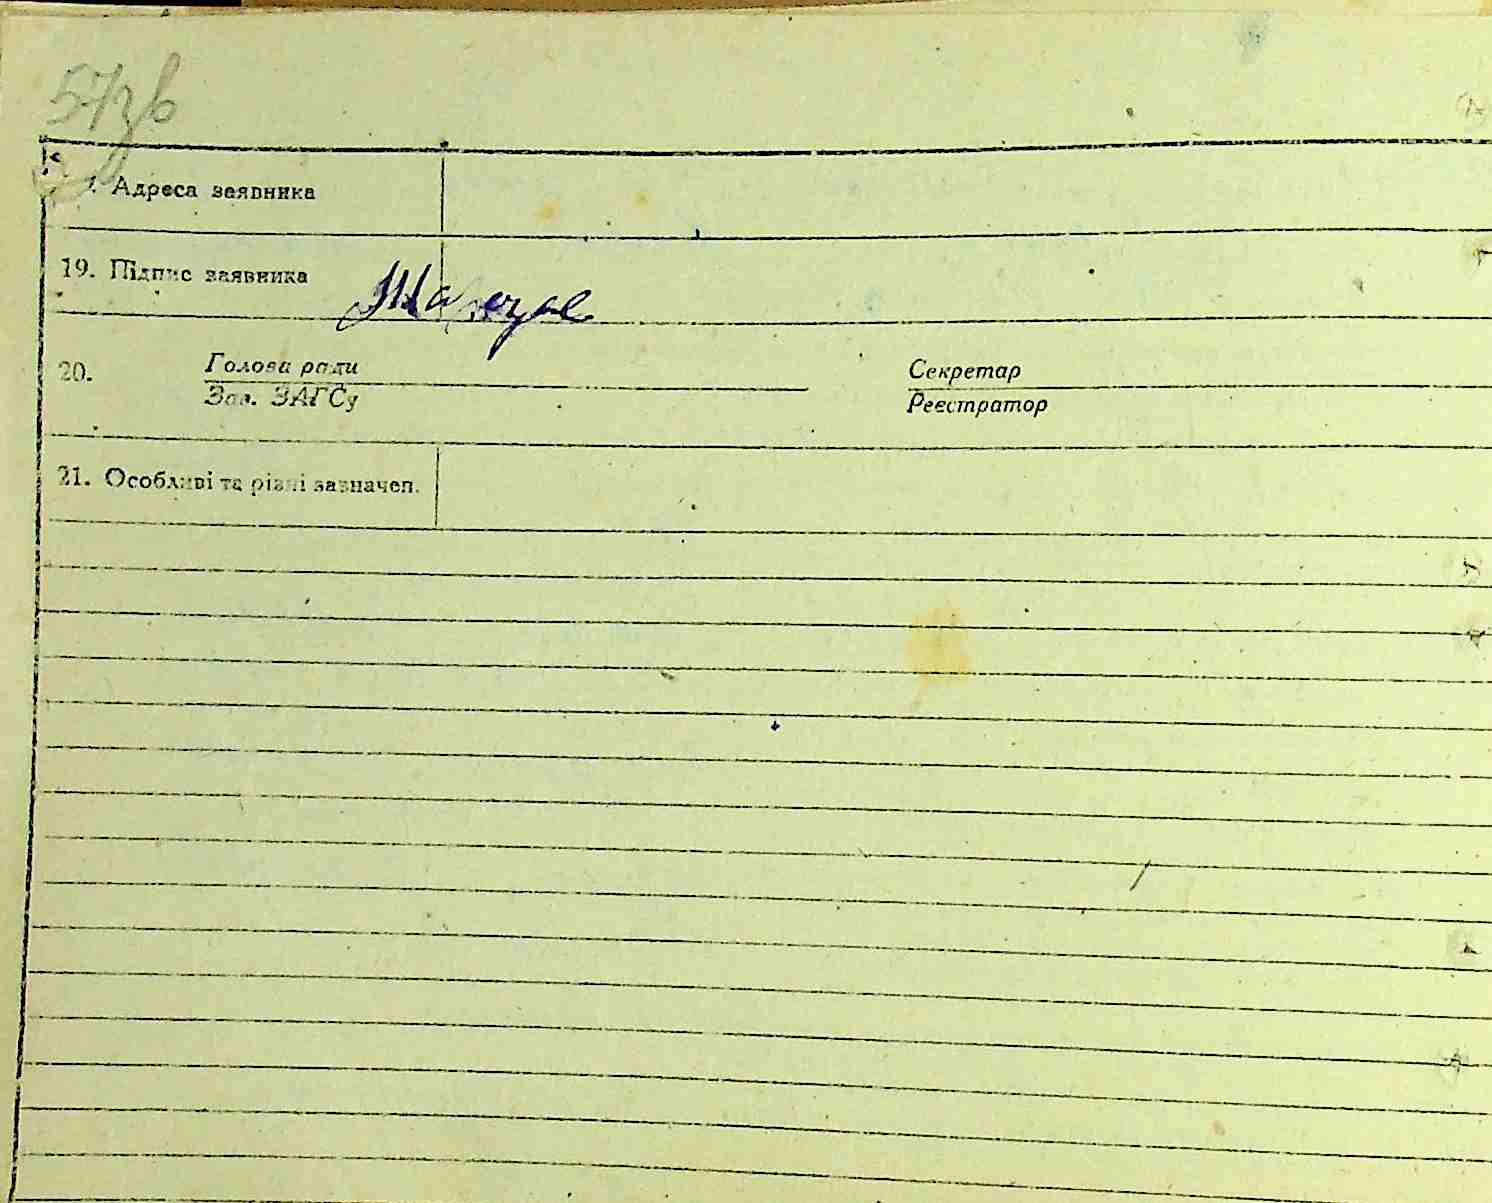 57зв
Адреса заявника
19. Підпис заявника
20. Голова ради Секретар
Зав. ЗАГСу Реєстратор
21. Особливі та різні зазначен.